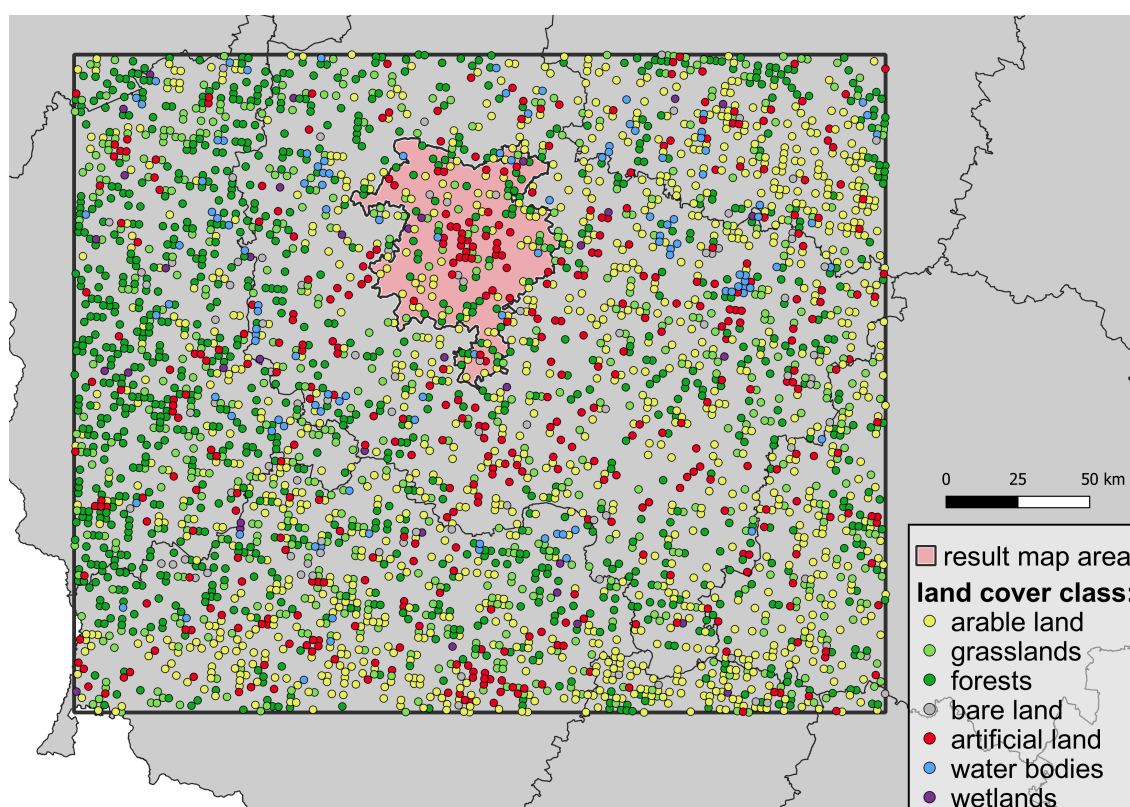 0 25 50 km
result map area
land cover class:
arable land
grasslands
forests
bare land
artificial land
water bodies
wetlands